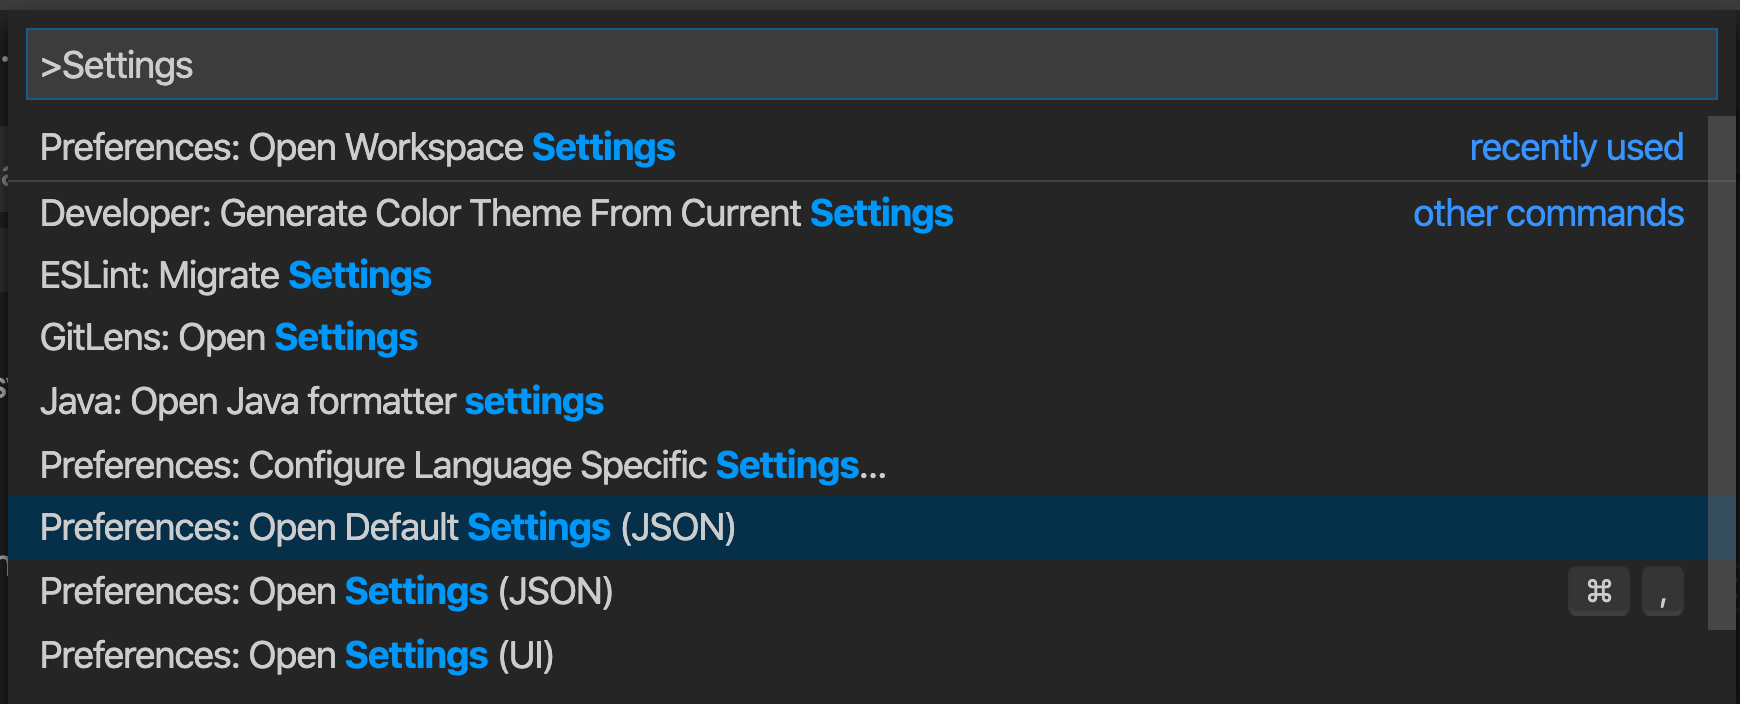 >Settings
Preferences: Open Workspace Settings recently used
Developer: Generate Color Theme From Current Settings other commands
ESLint: Migrate Settings
GitLens: Open Settings
Java: Open Java formatter settings
Preferences: Configure Language Specific Settings...
Preferences: Open Default Settings (JSON)
Preferences: Open Settings (JSON) ⌘ ,
Preferences: Open Settings (UI)